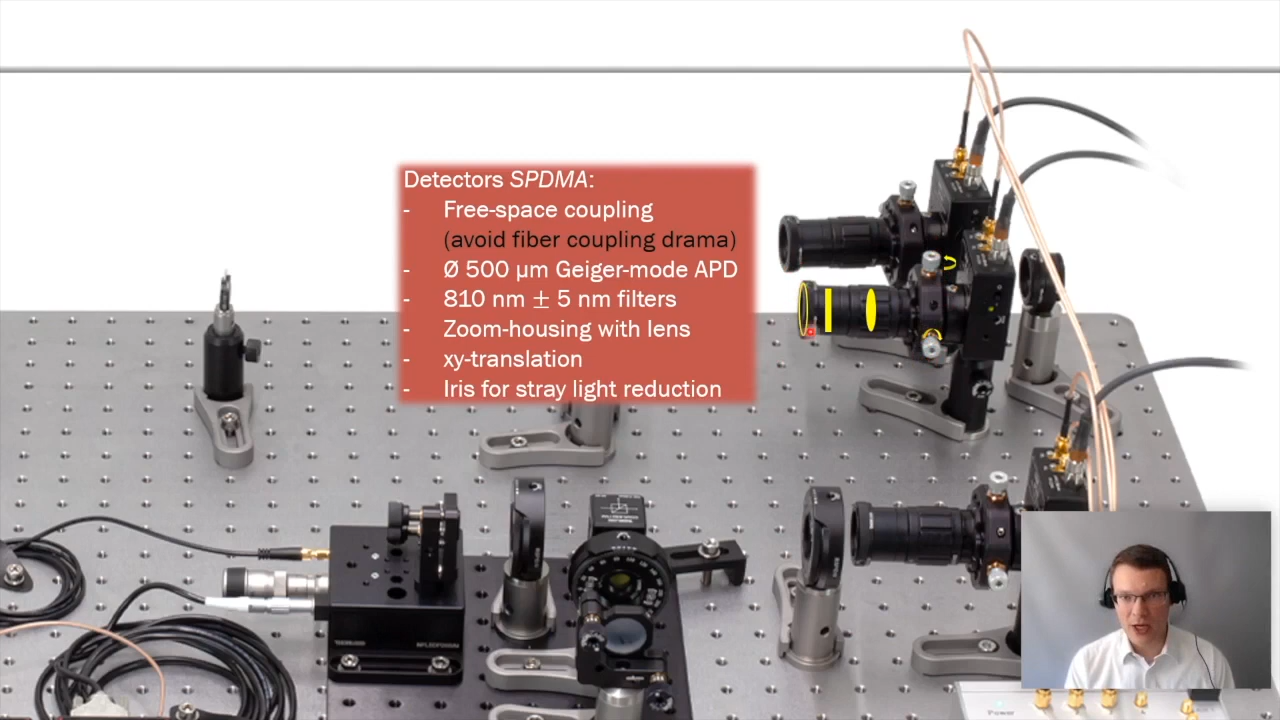 Detectors SPDMA:
- Free-space coupling
(avoid fiber coupling drama)
- Ø 500 µm Geiger-mode APD
- 810 nm ± 5 nm filters
- Zoom-housing with lens
- xy-translation
- Iris for stray light reduction
Power